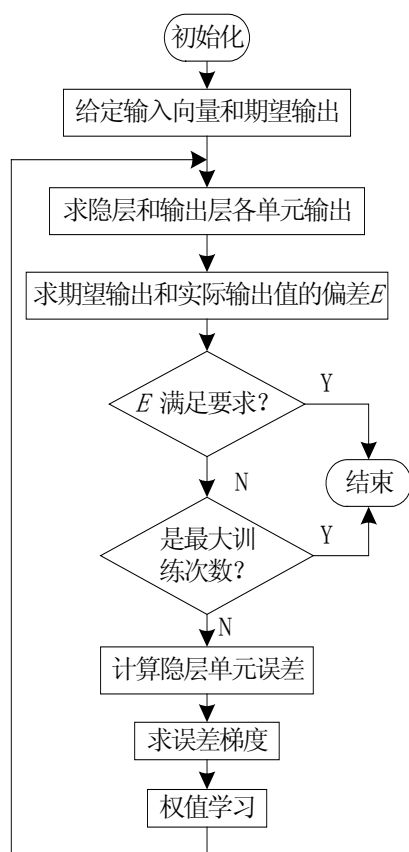 初始化
给定输入向量和期望输出
求隐层和输出层各单元输出
求期望输出和实际输出值的偏差E
E 满足要求?
Y
结束
N
是最大训
练次数?
Y
N
计算隐层单元误差
求误差梯度
权值学习